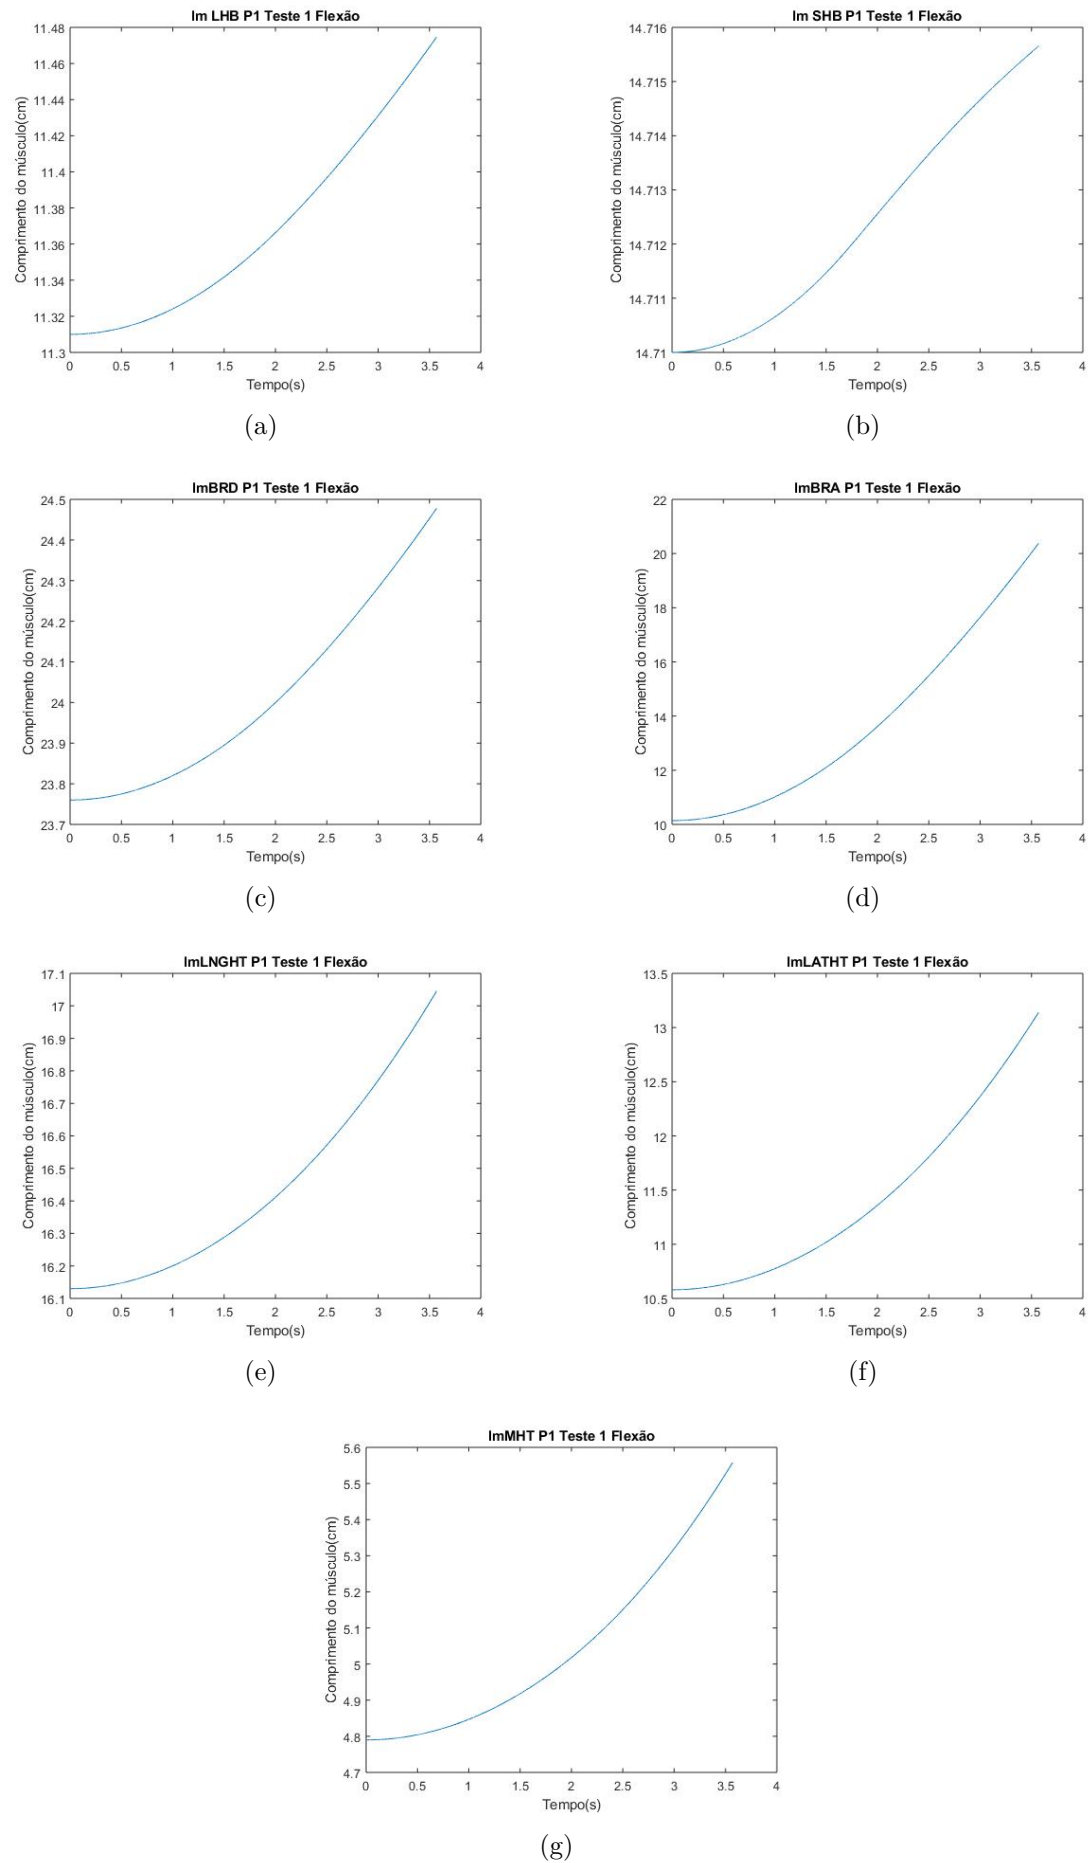 lm LHB P1 Teste 1 Flexão
Comprimento do músculo(cm)
11.48
11.46
11.44
11.42
11.4
11.38
11.36
11.34
11.32
11.3
0 0.5 1 1.5 2 2.5 3 3.5 4
Tempo(s)
(a)
lm SHB P1 Teste 1 Flexão
Comprimento do músculo(cm)
14.716
14.715
14.714
14.713
14.712
14.711
14.71
0 0.5 1 1.5 2 2.5 3 3.5 4
Tempo(s)
(b)
lmBRD P1 Teste 1 Flexão
Comprimento do músculo(cm)
24.5
24.4
24.3
24.2
24.1
24
23.9
23.8
23.7
0 0.5 1 1.5 2 2.5 3 3.5 4
Tempo(s)
(c)
lmBRA P1 Teste 1 Flexão
Comprimento do músculo(cm)
22
20
18
16
14
12
10
0 0.5 1 1.5 2 2.5 3 3.5 4
Tempo(s)
(d)
lmLNGHT P1 Teste 1 Flexão
Comprimento do músculo(cm)
17.1
17
16.9
16.8
16.7
16.6
16.5
16.4
16.3
16.2
16.1
0 0.5 1 1.5 2 2.5 3 3.5 4
Tempo(s)
(e)
lmLATHT P1 Teste 1 Flexão
Comprimento do músculo(cm)
13.5
13
12.5
12
11.5
11
10.5
0 0.5 1 1.5 2 2.5 3 3.5 4
Tempo(s)
(f)
lmMHT P1 Teste 1 Flexão
Comprimento do músculo(cm)
5.6
5.5
5.4
5.3
5.2
5.1
5
4.9
4.8
4.7
0 0.5 1 1.5 2 2.5 3 3.5 4
Tempo(s)
(g)